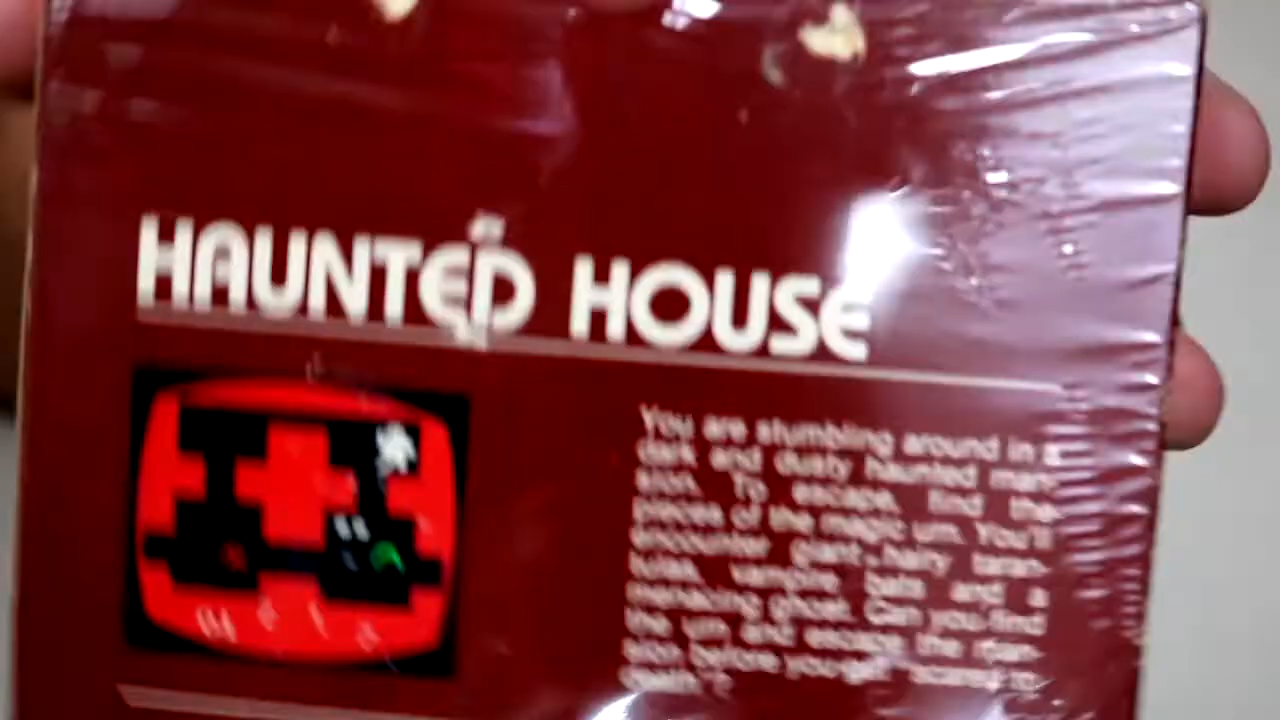 HAUNTED HOUSE
You are stumbling around in a
dark and dusty haunted man-
sion. To escape, find the
pieces of the magic urn. You'll
encounter giant, hairy taran-
tulas, vampire bats and a
menacing ghost. Can you find
the urn and escape the man-
sion before you get "scared to
death"?